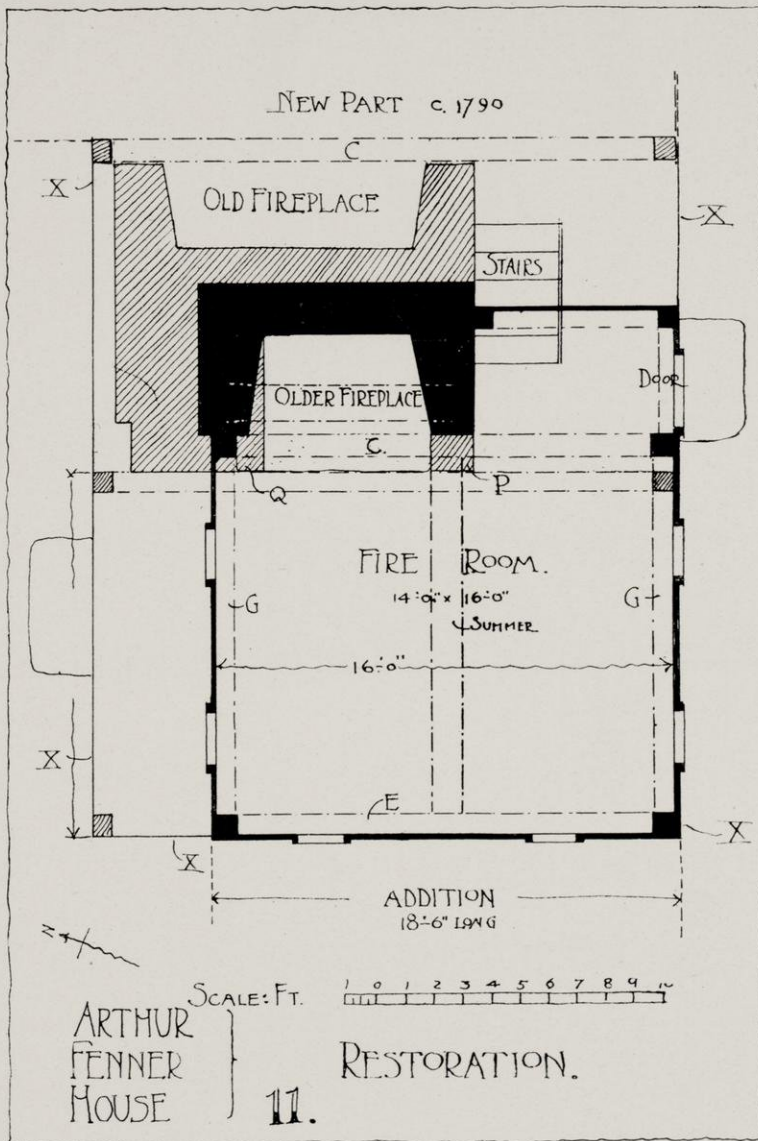 NEW PART C. 1790
C
X
OLD FIREPLACE
X
STAIRS
DOOR
OLDER FIREPLACE
C.
Q
P
FIRE ROOM.
14'-0" x 16'-0"
G
G
SUMMER
16'-0"
X
E
X
X
ADDITION
18'-6" LONG
N
SCALE: FT.
1 0 1 2 3 4 5 6 7 8 9 10
ARTHUR
FENNER
HOUSE
11.
RESTORATION.